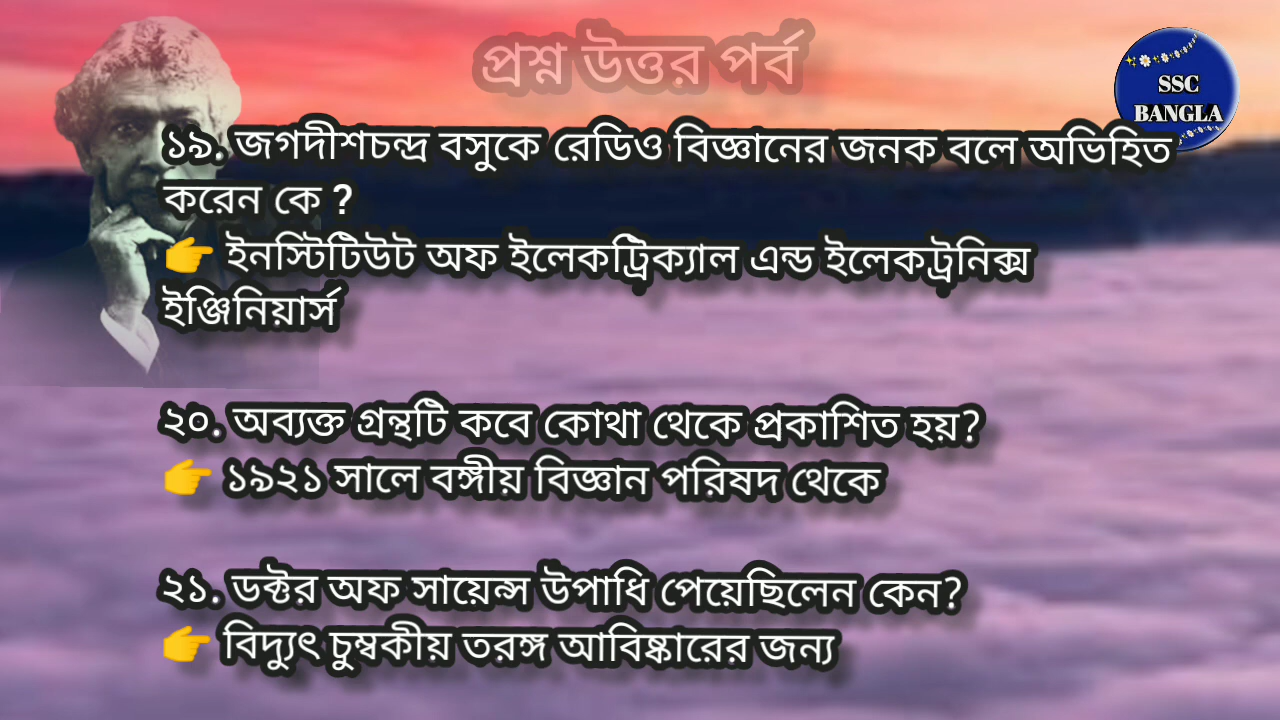 প্রশ্ন উত্তর পর্ব
SSC
BANGLA
১৯. জগদীশচন্দ্র বসুকে রেডিও বিজ্ঞানের জনক বলে অভিহিত
করেন কে ?
👉 ইনস্টিটিউট অফ ইলেকট্রিক্যাল এন্ড ইলেকট্রনিক্স
ইঞ্জিনিয়ার্স
২০. অব্যক্ত গ্রন্থটি কবে কোথা থেকে প্রকাশিত হয়?
👉 ১৯২১ সালে বঙ্গীয় বিজ্ঞান পরিষদ থেকে
২১. ডক্টর অফ সায়েন্স উপাধি পেয়েছিলেন কেন?
👉 বিদ্যুৎ চুম্বকীয় তরঙ্গ আবিষ্কারের জন্য